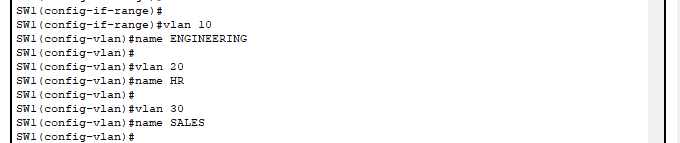 SW1(config-if-range)#
SW1(config-if-range)#vlan 10
SW1(config-vlan)#name ENGINEERING
SW1(config-vlan)#
SW1(config-vlan)#vlan 20
SW1(config-vlan)#name HR
SW1(config-vlan)#
SW1(config-vlan)#vlan 30
SW1(config-vlan)#name SALES
SW1(config-vlan)#